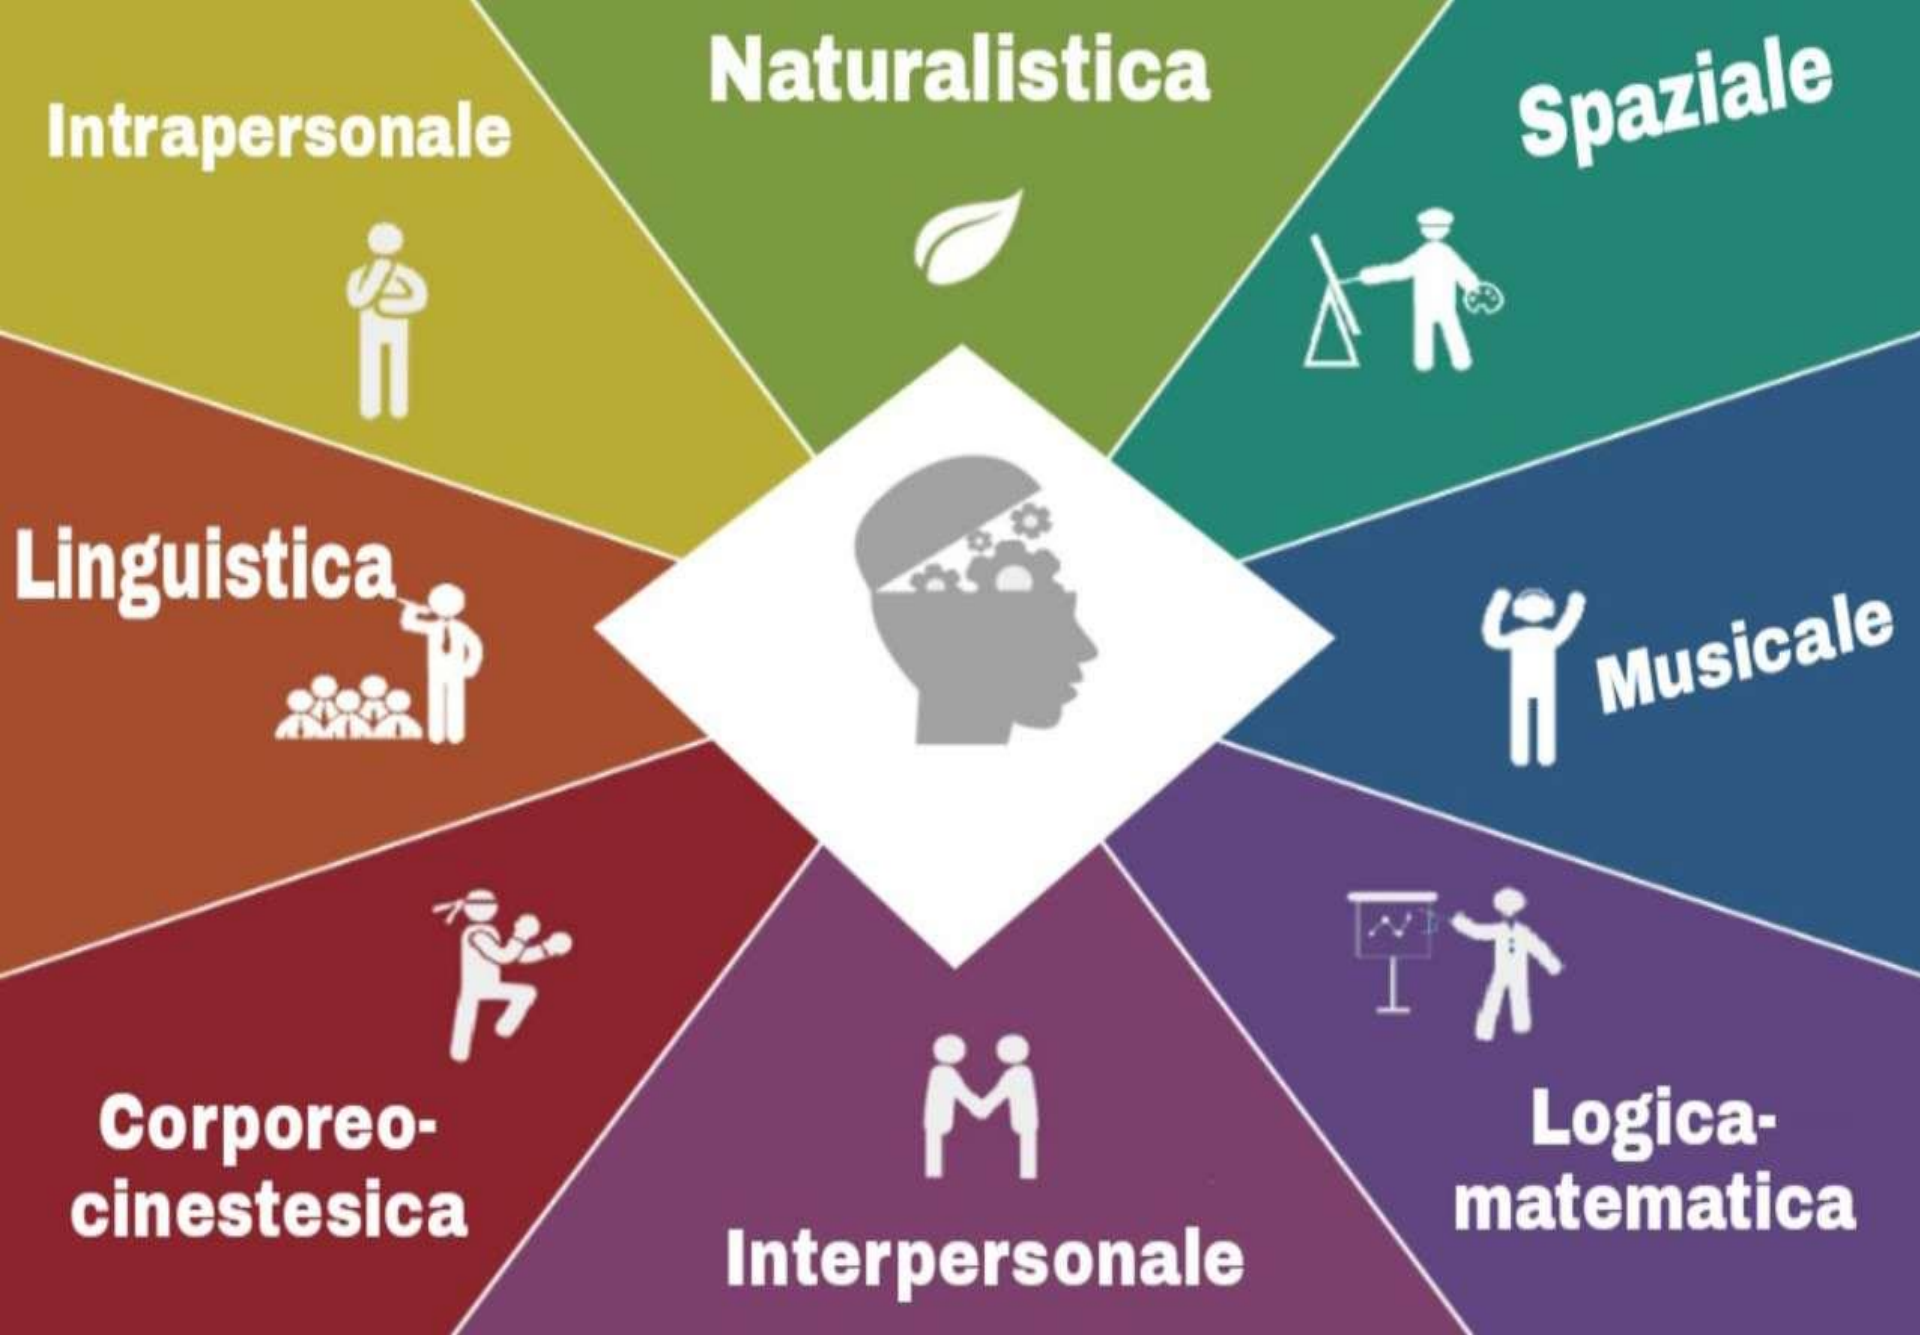 Naturalistica
Spaziale
Intrapersonale
Linguistica
Musicale
Corporeo-
cinestesica
Logica-
matematica
Interpersonale